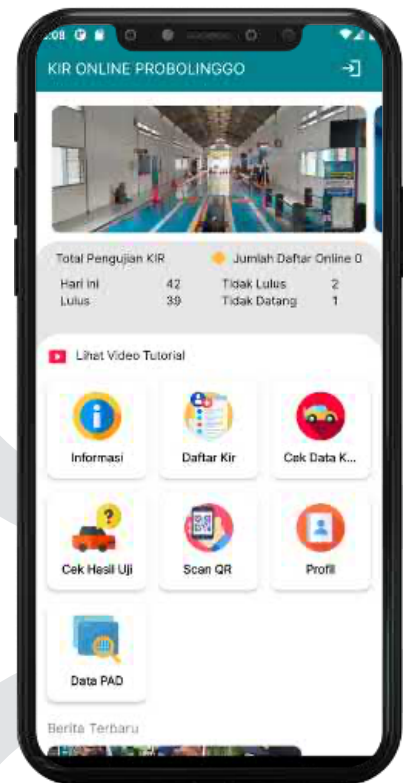 KIR ONLINE PROBOLINGGO
Total Pengujian KIR
Jumlah Daftar Online 0
Hari ini 42 Tidak Lulus 2
Lulus 39 Tidak Datang 1
Lihat Video Tutorial
Informasi Daftar Kir Cek Data K...
Cek Hasil Uji Scan QR Profil
Data PAD
Berita Terbaru